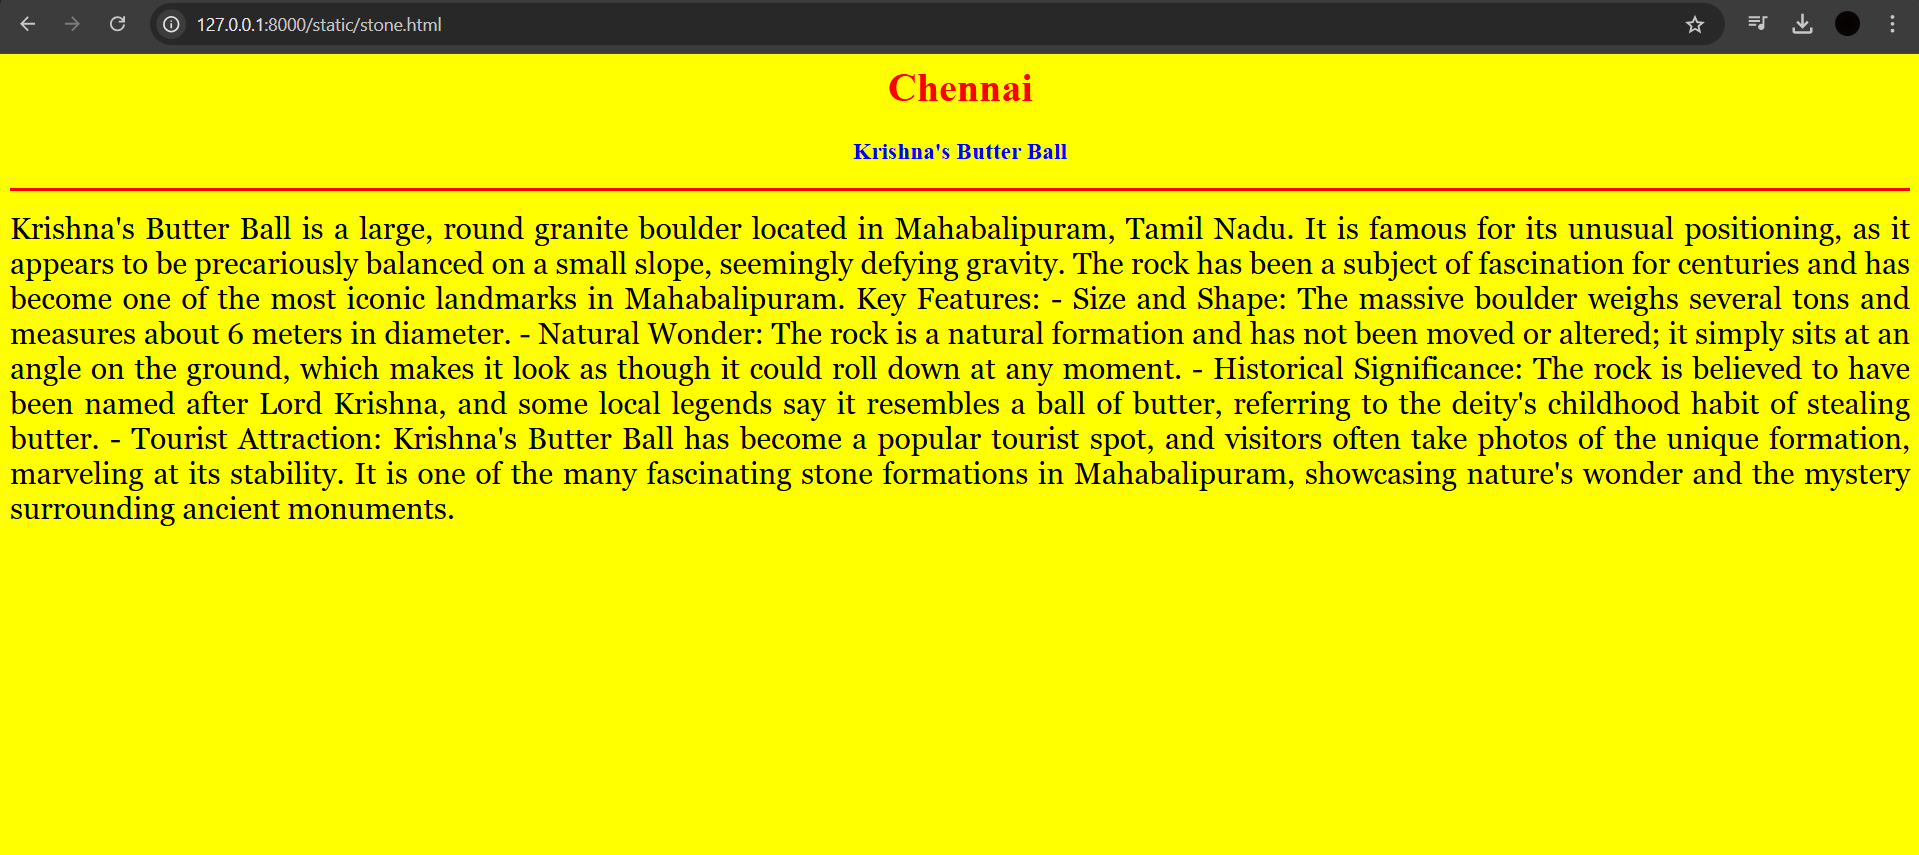 127.0.0.1:8000/static/stone.html
Chennai
Krishna's Butter Ball
Krishna's Butter Ball is a large, round granite boulder located in Mahabalipuram, Tamil Nadu. It is famous for its unusual positioning, as it
appears to be precariously balanced on a small slope, seemingly defying gravity. The rock has been a subject of fascination for centuries and has
become one of the most iconic landmarks in Mahabalipuram. Key Features: - Size and Shape: The massive boulder weighs several tons and
measures about 6 meters in diameter. - Natural Wonder: The rock is a natural formation and has not been moved or altered; it simply sits at an
angle on the ground, which makes it look as though it could roll down at any moment. - Historical Significance: The rock is believed to have
been named after Lord Krishna, and some local legends say it resembles a ball of butter, referring to the deity's childhood habit of stealing
butter. - Tourist Attraction: Krishna's Butter Ball has become a popular tourist spot, and visitors often take photos of the unique formation,
marveling at its stability. It is one of the many fascinating stone formations in Mahabalipuram, showcasing nature's wonder and the mystery
surrounding ancient monuments.